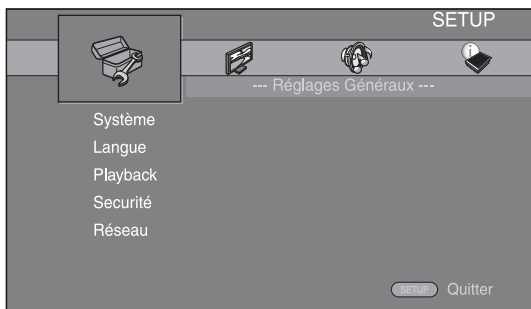 SETUP
--- Réglages Généraux ---
Système
Langue
Playback
Securité
Réseau
SETUP Quitter